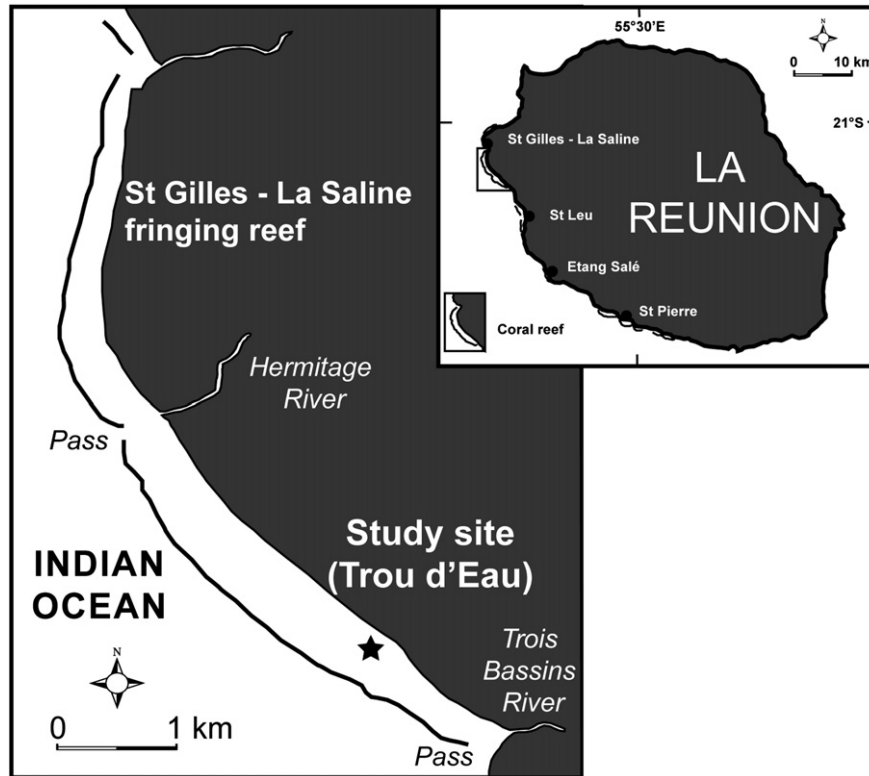 St Gilles - La Saline
fringing reef
Hermitage
River
Pass
Study site
(Trou d'Eau)
INDIAN
OCEAN
Trois
Bassins
River
N
0 1 km
Pass
55°30'E
N
0 10 km
21°S
St Gilles - La Saline
LA
REUNION
St Leu
Etang Salé
St Pierre
Coral reef